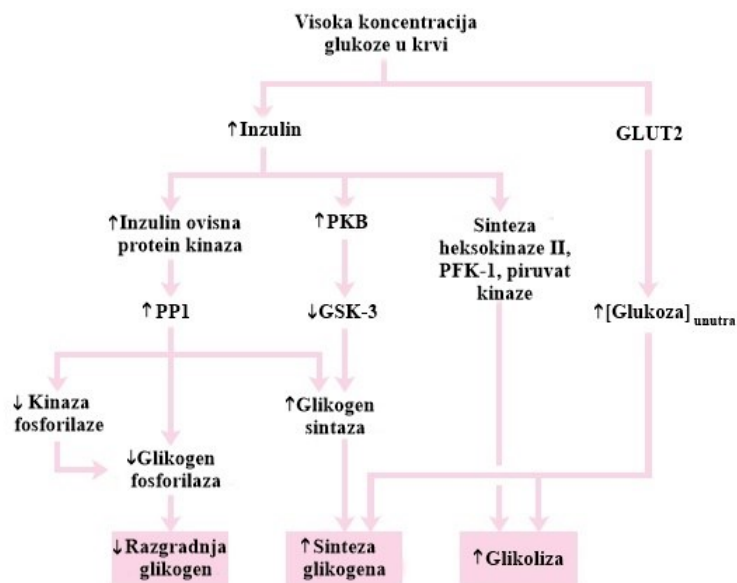 Visoka koncentracija
glukoze u krvi
↑Inzulin
GLUT2
↑Inzulin ovisna
protein kinaza
↑PKB
Sinteza
heksokinaze II,
PFK-1, piruvat
kinaze
↑PP1
↓GSK-3
↑[Glukoza] unutra
↓ Kinaza
fosforilaze
↑Glikogen
sintaza
↓Glikogen
fosforilaza
↓Razgradnja
glikogen
↑Sinteza
glikogena
↑Glikoliza